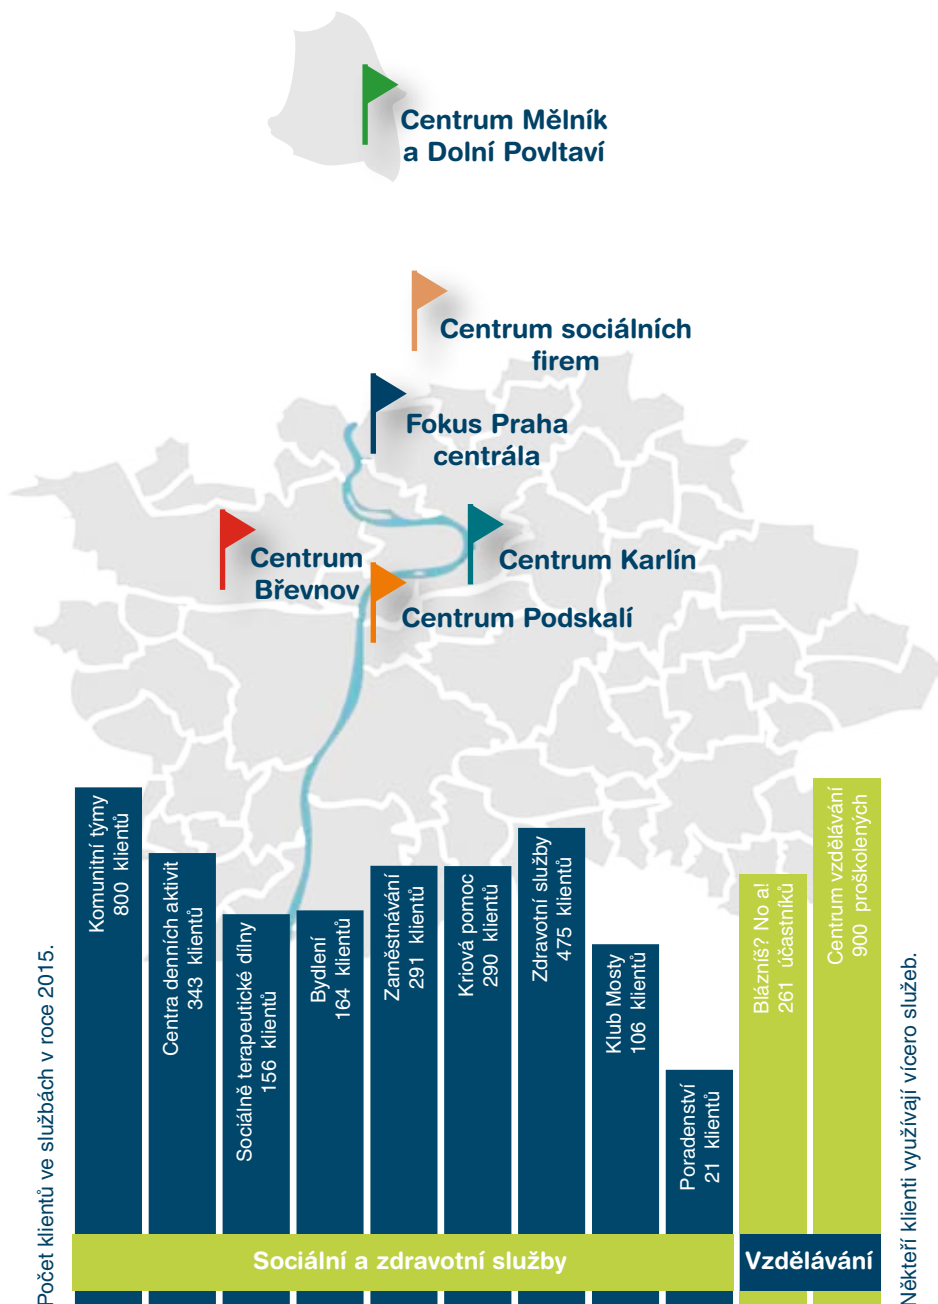 Centrum Mělník
a Dolní Povltaví
Centrum sociálních
firem
Fokus Praha
centrála
Centrum
Břevnov
Centrum Karlín
Centrum Podskalí
Počet klientů ve službách v roce 2015.
Komunitní týmy
800 klientů
Centra denních aktivit
343 klientů
Sociálně terapeutické dílny
156 klientů
Bydlení
164 klientů
Zaměstnávání
291 klientů
Kriová pomoc
290 klientů
Zdravotní služby
475 klientů
Klub Mosty
106 klientů
Poradenství
21 klientů
Blázníš? No a!
261 účastníků
Centrum vzdělávání
900 proškolených
Sociální a zdravotní služby
Vzdělávání
Někteří klienti využívají vícero služeb.